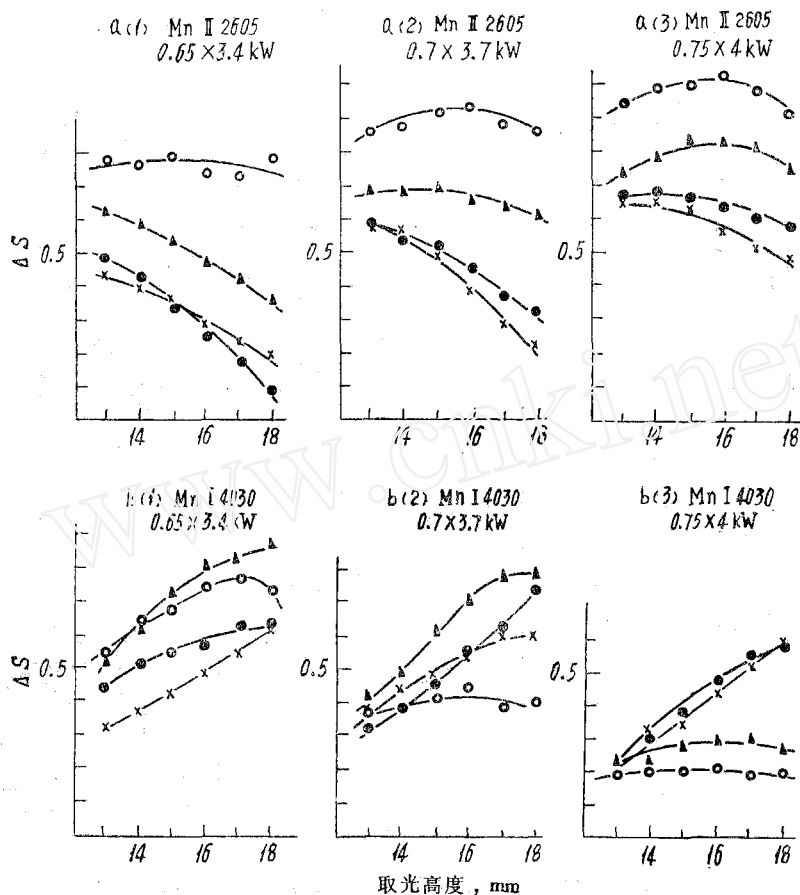 a(1) Mn II 2605
0.65×3.4 kW
a(2) Mn II 2605
0.7×3.7 kW
a(3) Mn II 2605
0.75×4 kW
ΔS
0.5
0.5
0.5
14 16 18
14 16 18
14 16 18
b(1) Mn I 4030
0.65×3.4 kW
b(2) Mn I 4030
0.7×3.7 kW
b(3) Mn I 4030
0.75×4 kW
ΔS
0.5
0.5
0.5
14 16 18
14 16 18
14 16 18
取光高度，mm
www.cnki.net